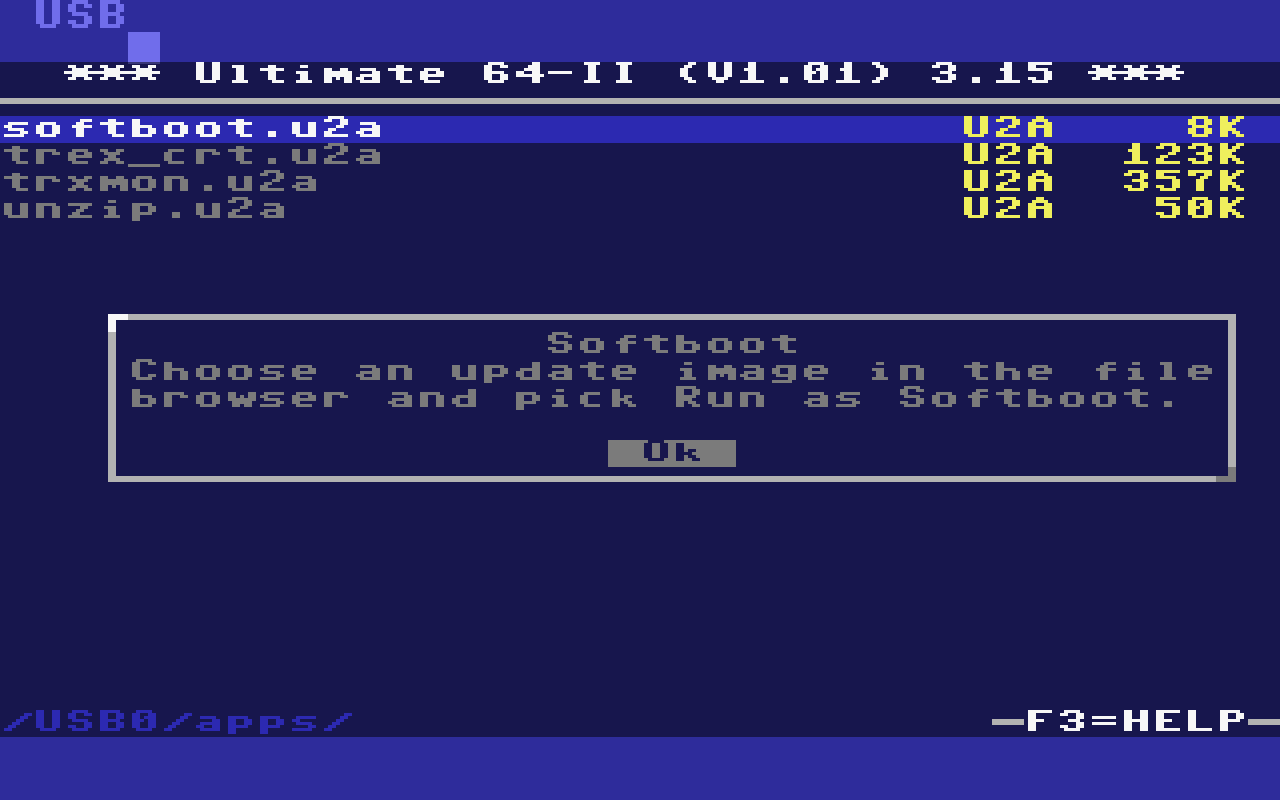 USB
*** Ultimate 64-II (V1.01) 3.15 ***
softboot.u2a U2A 8K
trex_crt.u2a U2A 123K
trxmon.u2a U2A 357K
unzip.u2a U2A 50K
Softboot
Choose an update image in the file
browser and pick Run as Softboot.
Ok
/USB0/apps/ F3=HELP